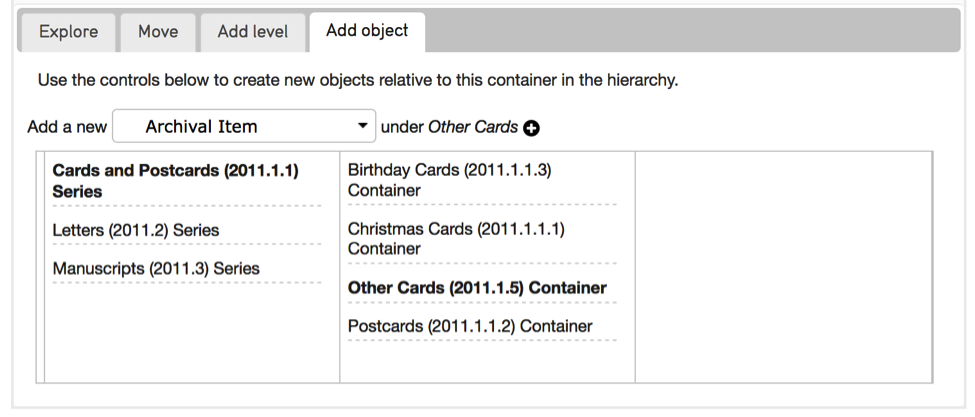 Explore Move Add level Add object
Use the controls below to create new objects relative to this container in the hierarchy.
Add a new Archival Item under Other Cards
Cards and Postcards (2011.1.1)
Series
Letters (2011.2) Series
Manuscripts (2011.3) Series
Birthday Cards (2011.1.1.3)
Container
Christmas Cards (2011.1.1.1)
Container
Other Cards (2011.1.5) Container
Postcards (2011.1.1.2) Container